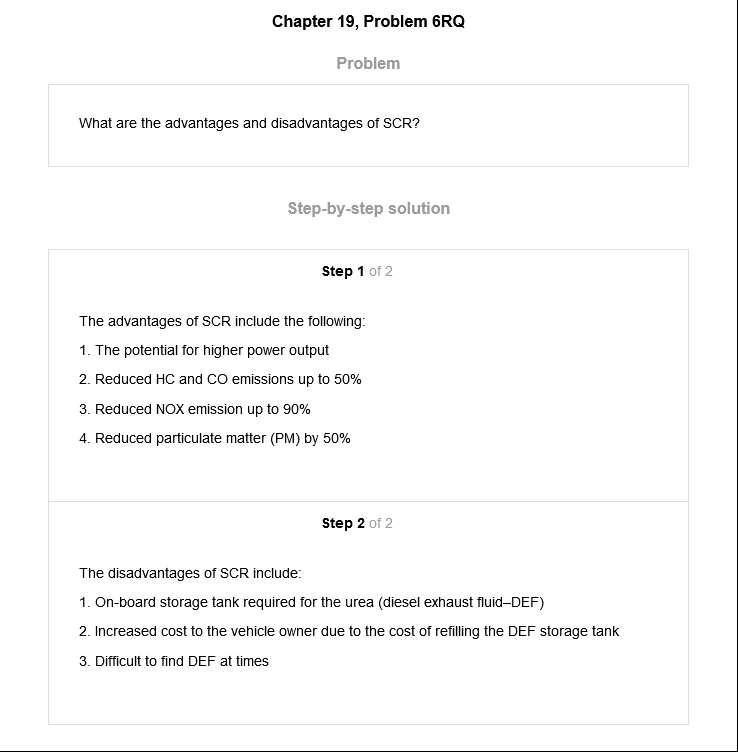 Chapter 19, Problem 6RQ
Problem
What are the advantages and disadvantages of SCR?
Step-by-step solution
Step 1 of 2
The advantages of SCR include the following:
1. The potential for higher power output
2. Reduced HC and CO emissions up to 50%
3. Reduced NOX emission up to 90%
4. Reduced particulate matter (PM) by 50%
Step 2 of 2
The disadvantages of SCR include:
1. On-board storage tank required for the urea (diesel exhaust fluid–DEF)
2. Increased cost to the vehicle owner due to the cost of refilling the DEF storage tank
3. Difficult to find DEF at times